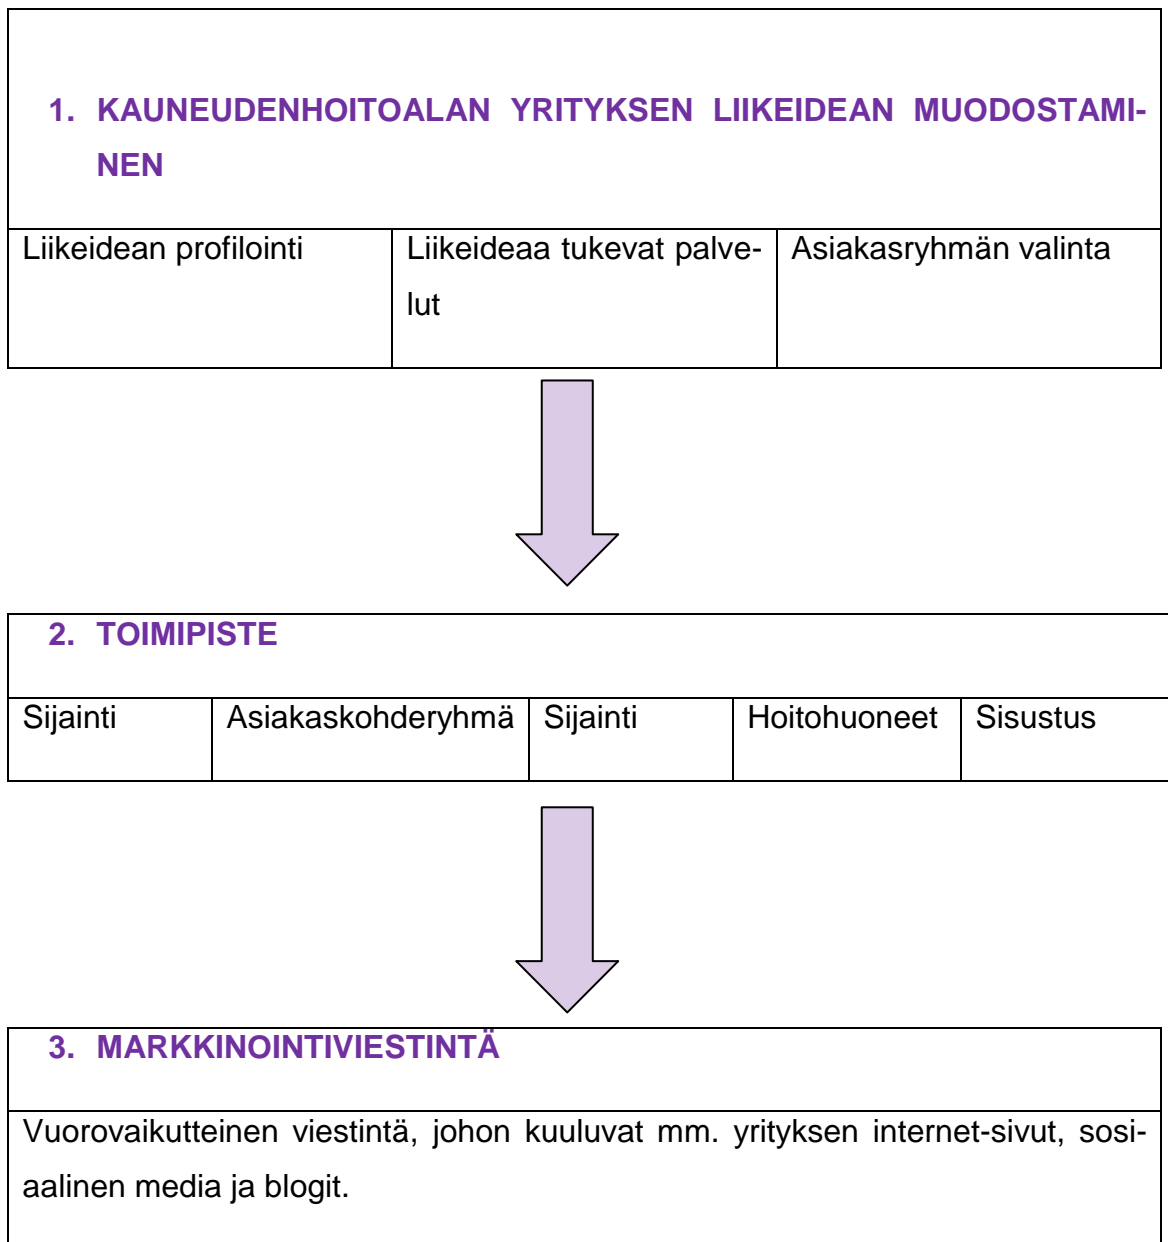 1. KAUNEUDENHOITOALAN YRITYKSEN LIIKEIDEAN MUODOSTAMI-
NEN
Liikeidean profilointi
Liikeideaa tukevat palve-
lut
Asiakasryhmän valinta
2. TOIMIPISTE
Sijainti
Asiakaskohderyhmä
Sijainti
Hoitohuoneet
Sisustus
3. MARKKINOINTIVIESTINTÄ
Vuorovaikutteinen viestintä, johon kuuluvat mm. yrityksen internet-sivut, sosi-
aalinen media ja blogit.